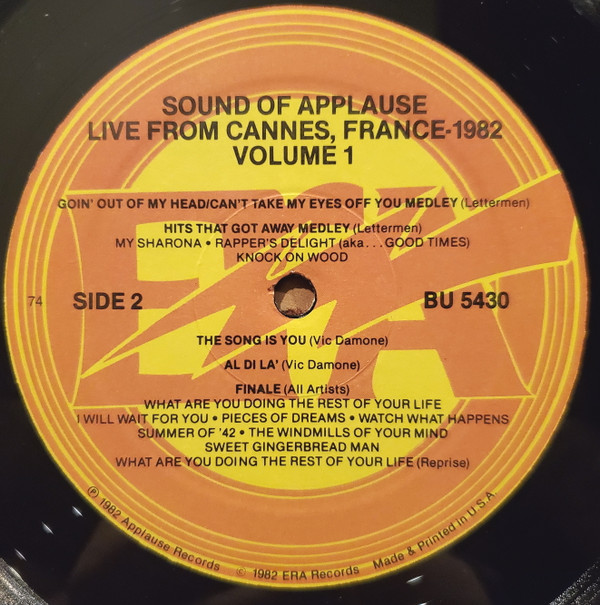 SOUND OF APPLAUSE
LIVE FROM CANNES, FRANCE-1982
VOLUME 1
ERA
GOIN' OUT OF MY HEAD/CAN'T TAKE MY EYES OFF YOU MEDLEY (Lettermen)
HITS THAT GOT AWAY MEDLEY (Lettermen)
MY SHARONA • RAPPER'S DELIGHT (aka...GOOD TIMES)
KNOCK ON WOOD
74 SIDE 2 BU 5430
THE SONG IS YOU (Vic Damone)
AL DI LA' (Vic Damone)
FINALE (All Artists)
WHAT ARE YOU DOING THE REST OF YOUR LIFE
I WILL WAIT FOR YOU • PIECES OF DREAMS • WATCH WHAT HAPPENS
SUMMER OF '42 • THE WINDMILLS OF YOUR MIND
SWEET GINGERBREAD MAN
WHAT ARE YOU DOING THE REST OF YOUR LIFE (Reprise)
℗ 1982 Applause Records © 1982 ERA Records Made & Printed in U.S.A.